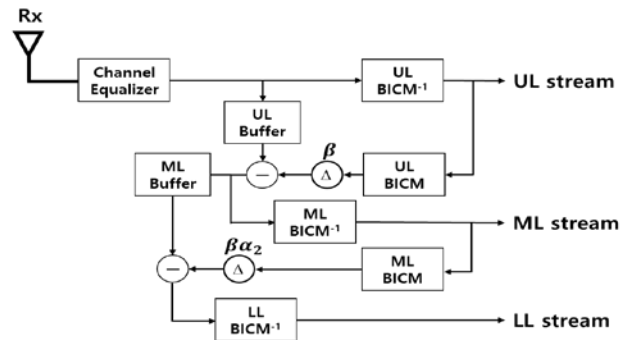 Rx
Channel
Equalizer
UL
BICM⁻¹
UL stream
UL
Buffer
β
ML
Buffer
−
Δ
UL
BICM
ML
BICM⁻¹
ML stream
βα₂
−
Δ
ML
BICM
LL
BICM⁻¹
LL stream